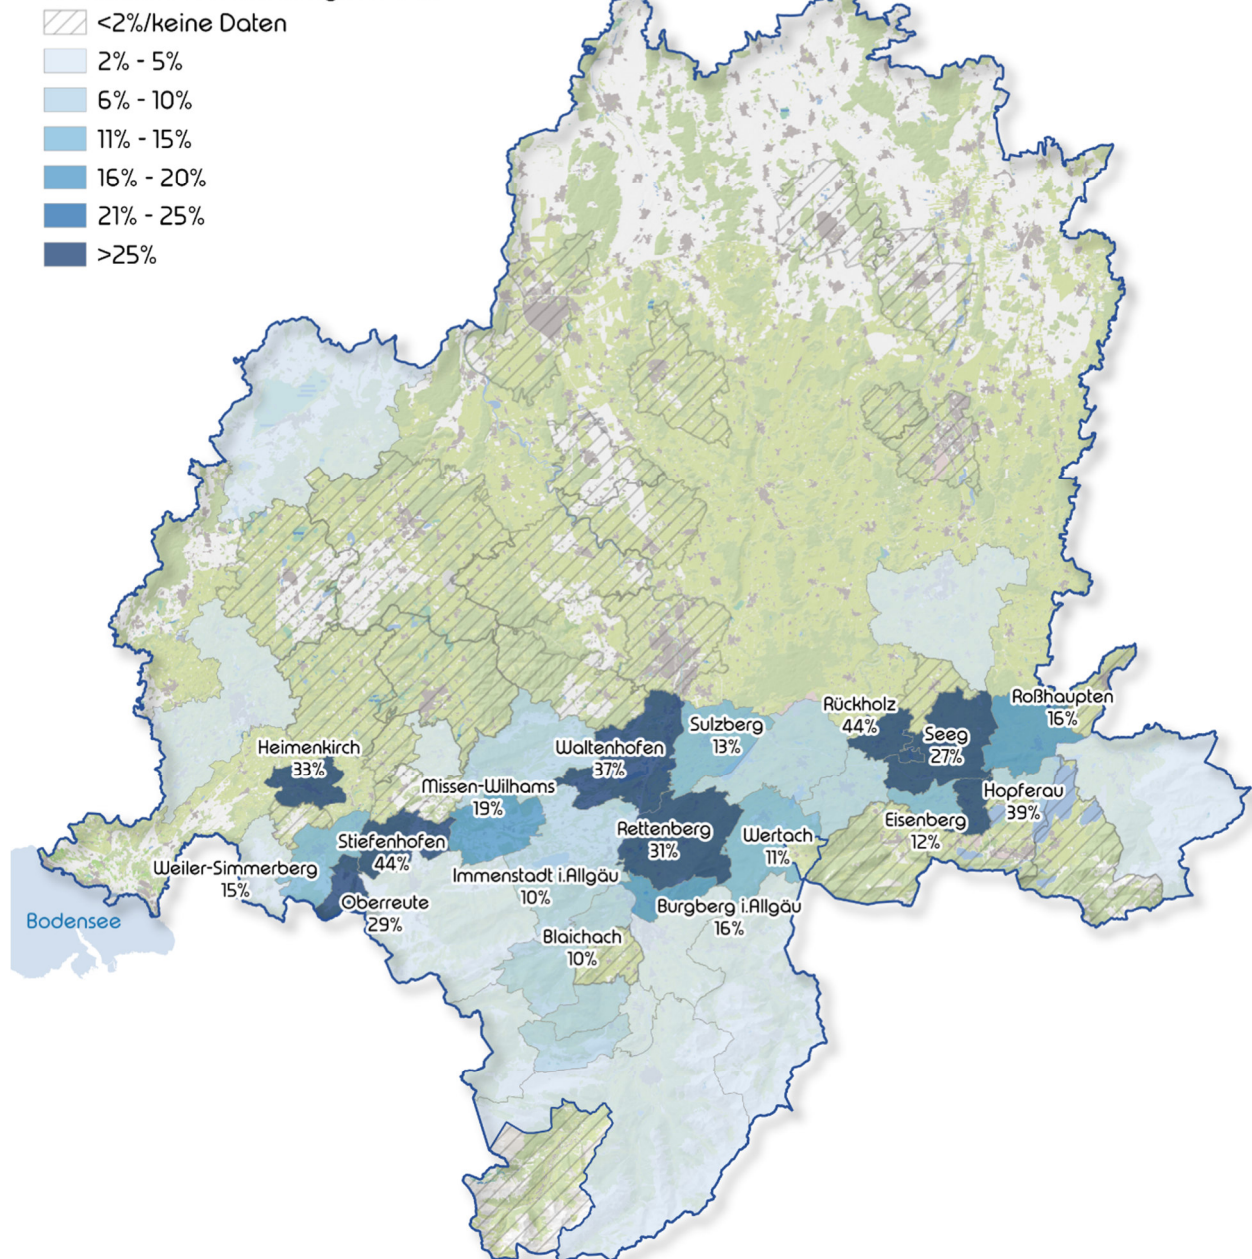 <2%/keine Daten
2% - 5%
6% - 10%
11% - 15%
16% - 20%
21% - 25%
>25%
Roßhaupten
16%
Rückholz
44%
Sulzberg
13%
Seeg
27%
Heimenkirch
33%
Waltenhofen
37%
Missen-Wilhams
19%
Hopferau
39%
Eisenberg
12%
Rettenberg
31%
Wertach
11%
Stiefenhofen
44%
Weiler-Simmerberg
15%
Immenstadt i.Allgäu
10%
Oberreute
29%
Burgberg i.Allgäu
16%
Bodensee
Blaichach
10%